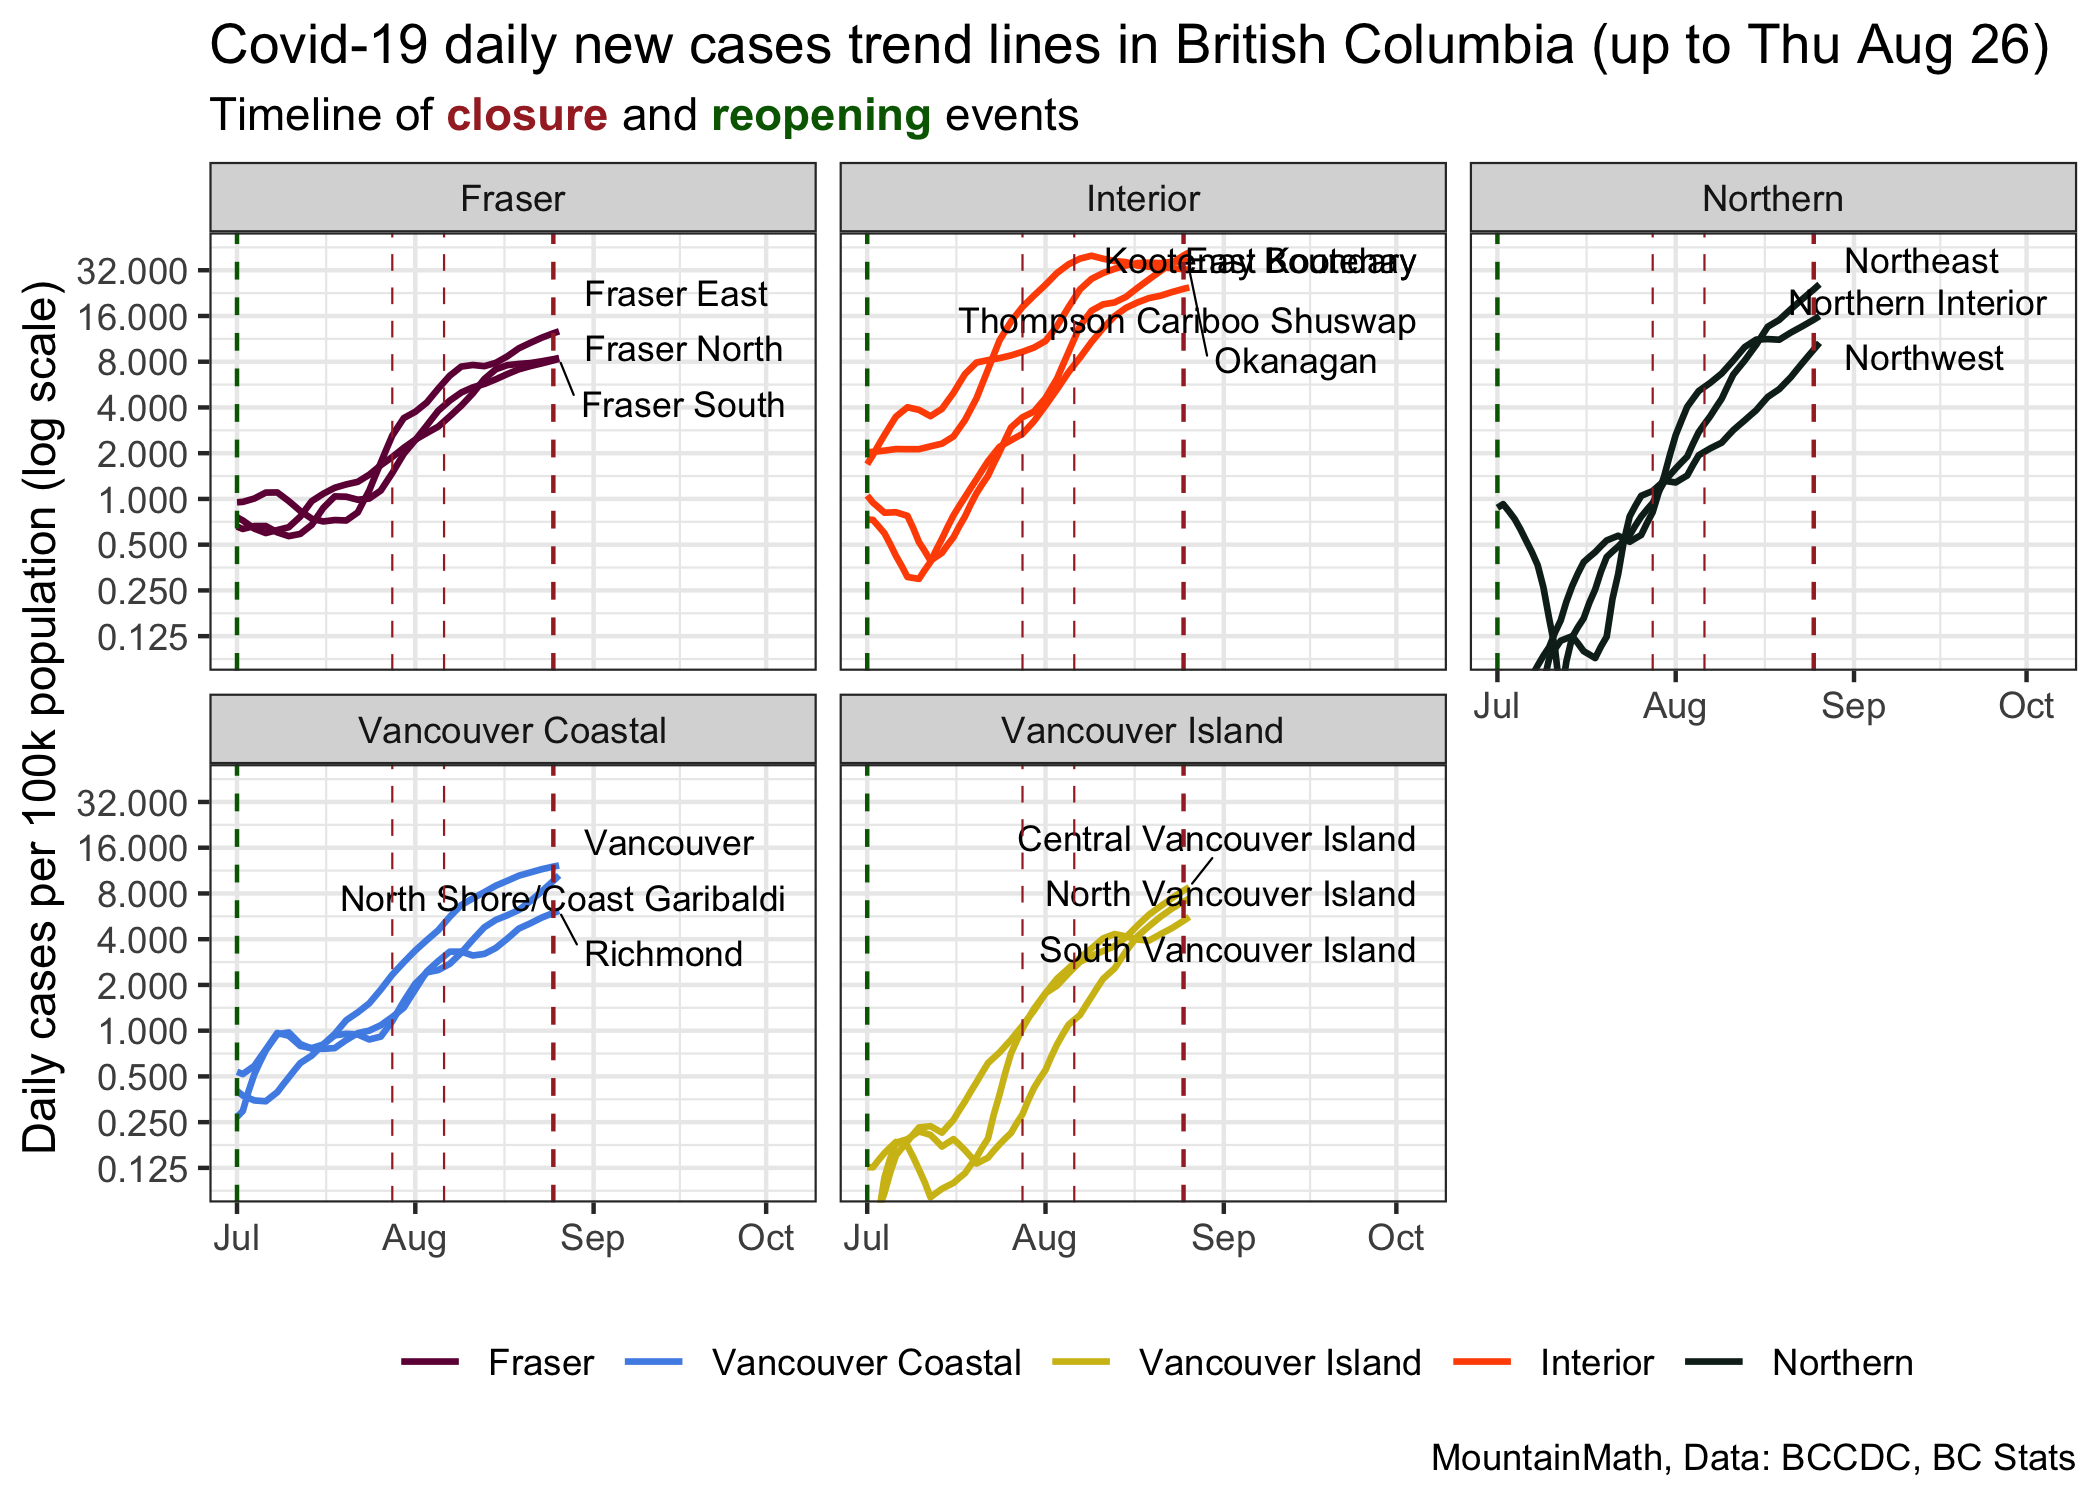 Covid-19 daily new cases trend lines in British Columbia (up to Thu Aug 26)
Timeline of closure and reopening events
Daily cases per 100k population (log scale)
Fraser
32.000
16.000
8.000
4.000
2.000
1.000
0.500
0.250
0.125
Fraser East
Fraser North
Fraser South
Interior
Kootenay Boundary
East Kootenay
Thompson Cariboo Shuswap
Okanagan
Northern
Northeast
Northern Interior
Northwest
Jul Aug Sep Oct
Vancouver Coastal
32.000
16.000
8.000
4.000
2.000
1.000
0.500
0.250
0.125
Vancouver
North Shore/Coast Garibaldi
Richmond
Jul Aug Sep Oct
Vancouver Island
Central Vancouver Island
North Vancouver Island
South Vancouver Island
Jul Aug Sep Oct
Fraser Vancouver Coastal Vancouver Island Interior Northern
MountainMath, Data: BCCDC, BC Stats